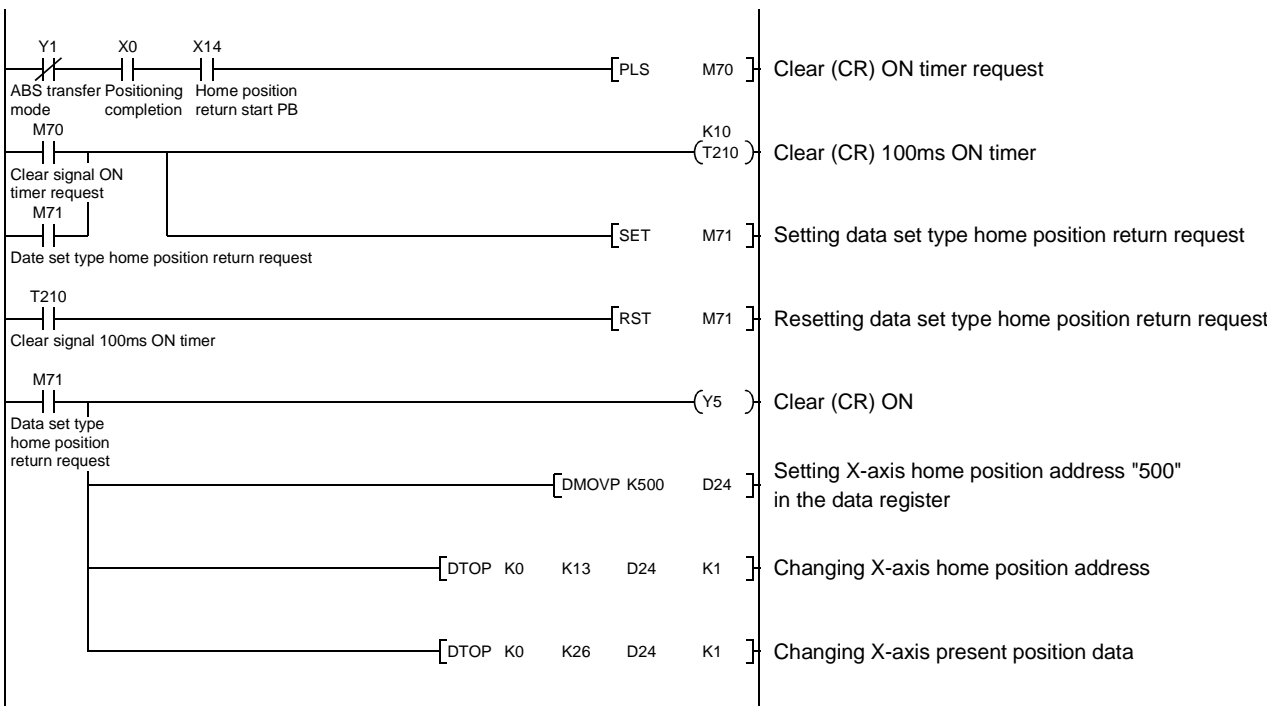 Y1 X0 X14
PLS M70 Clear (CR) ON timer request
ABS transfer Positioning Home position
mode completion return start PB
M70 K10
T210 Clear (CR) 100ms ON timer
Clear signal ON
timer request
M71
SET M71 Setting data set type home position return request
Date set type home position return request
T210
RST M71 Resetting data set type home position return request
Clear signal 100ms ON timer
M71
Y5 Clear (CR) ON
Data set type
home position
return request
DMOVP K500 D24 Setting X-axis home position address "500"
in the data register
DTOP K0 K13 D24 K1 Changing X-axis home position address
DTOP K0 K26 D24 K1 Changing X-axis present position data